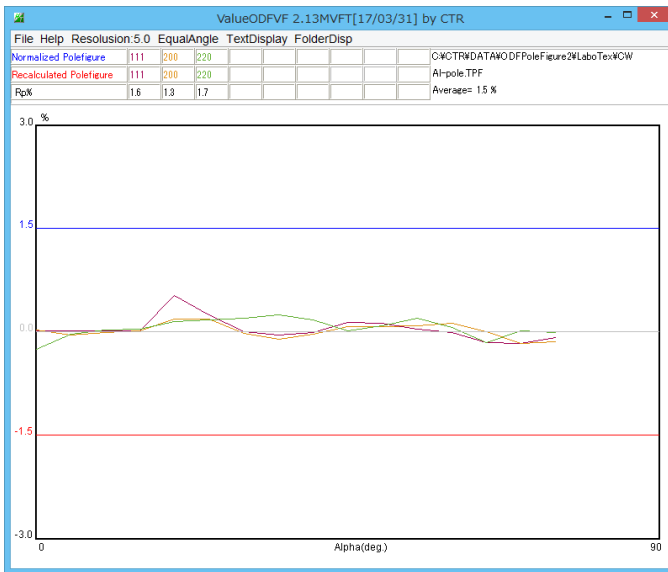 ValueODFVF 2.13MVFT[17/03/31] by CTR
File Help Resolusion:5.0 EqualAngle TextDisplay FolderDisp
Normalized Polefigure 111 200 220 C:¥CTR¥DATA¥ODFPoleFigure2¥LaboTex¥CW
Recalculated Polefigure 111 200 220 Al-pole.TPF
Rp% 1.6 1.3 1.7 Average= 1.5 %
3.0 %
1.5
0.0
-1.5
-3.0
0 Alpha(deg.) 90